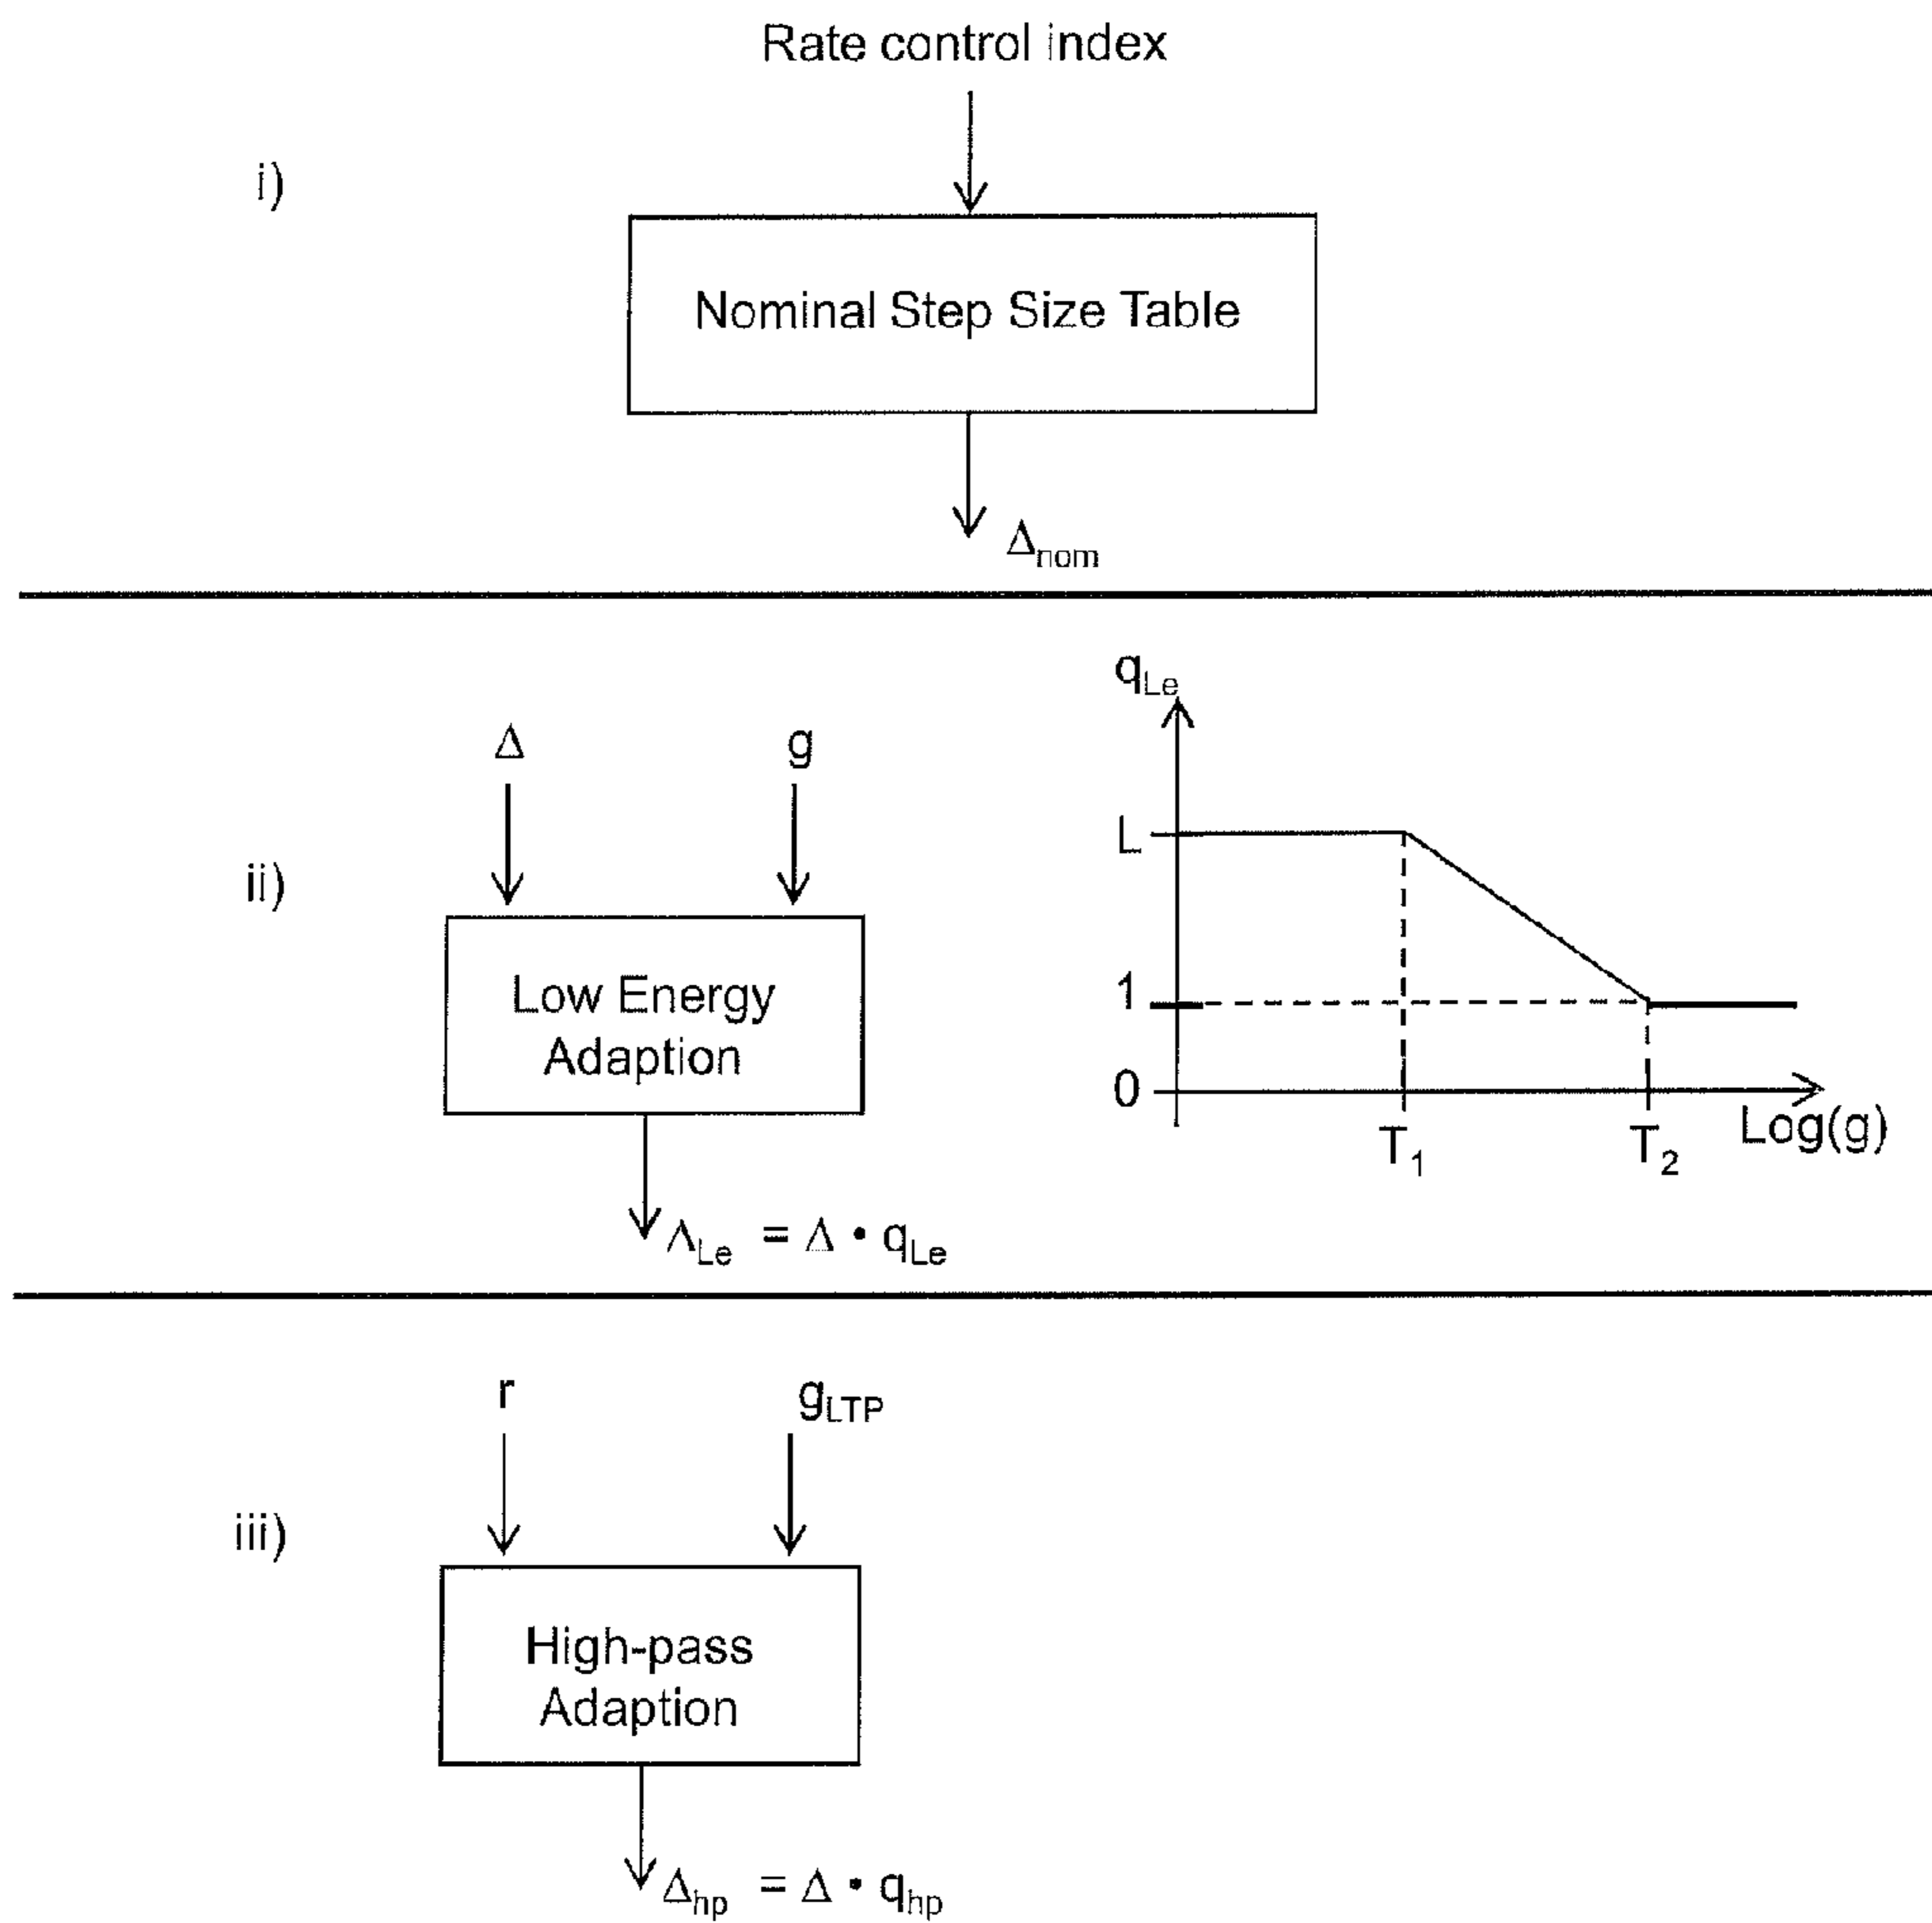 Rate control index
i)
Nominal Step Size Table
Δnom
ii)
Δ
g
Low Energy
Adaption
ΛLe = Δ • qLe
qLe
L
1
0
T1
T2
Log(g)
iii)
r
gLTP
High-pass
Adaption
Δhp = Δ • qhp